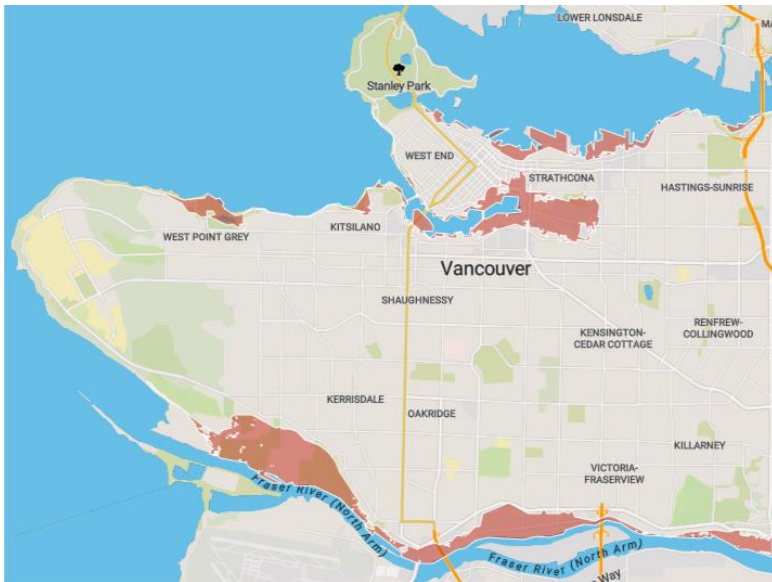 LOWER LONSDALE
Stanley Park
WEST END
STRATHCONA
HASTINGS-SUNRISE
WEST POINT GREY
KITSILANO
Vancouver
SHAUGHNESSY
RENFREW-
COLLINGWOOD
KENSINGTON-
CEDAR COTTAGE
KERRISDALE
OAKRIDGE
KILLARNEY
VICTORIA-
FRASERVIEW
Fraser River (North Arm)
Fraser River (North Arm)
Way